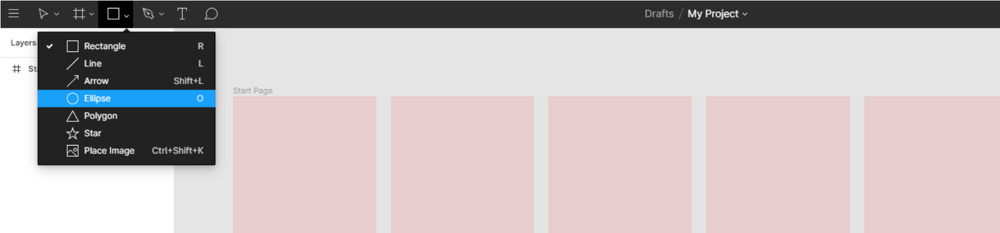 Drafts / My Project
Layers
Rectangle R
Line L
Arrow Shift+L
Ellipse O
Polygon
Star
Place Image Ctrl+Shift+K
Start Page